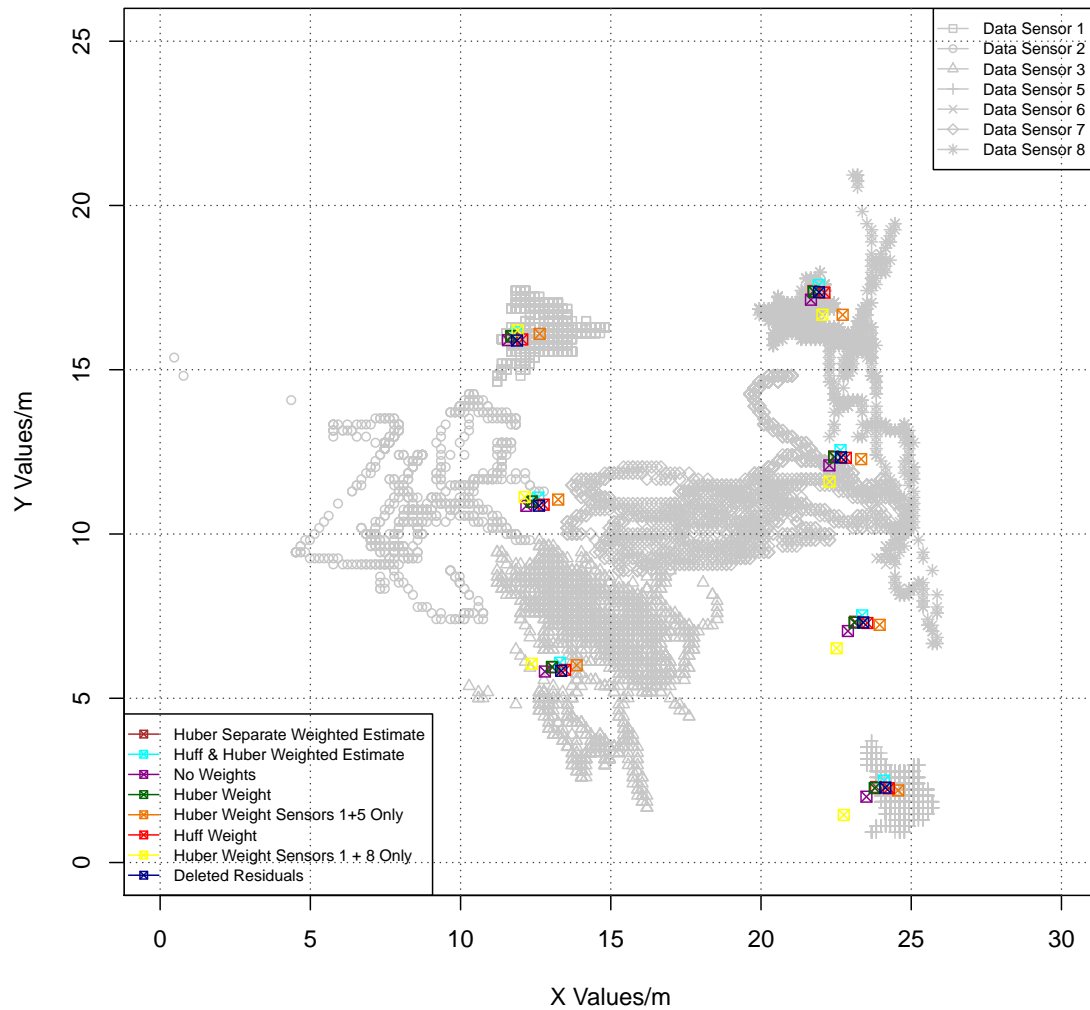 Data Sensor 1
Data Sensor 2
Data Sensor 3
Data Sensor 5
Data Sensor 6
Data Sensor 7
Data Sensor 8
25
20
15
10
5
0
Y Values/m
Huber Separate Weighted Estimate
Huff & Huber Weighted Estimate
No Weights
Huber Weight
Huber Weight Sensors 1+5 Only
Huff Weight
Huber Weight Sensors 1 + 8 Only
Deleted Residuals
0 5 10 15 20 25 30
X Values/m